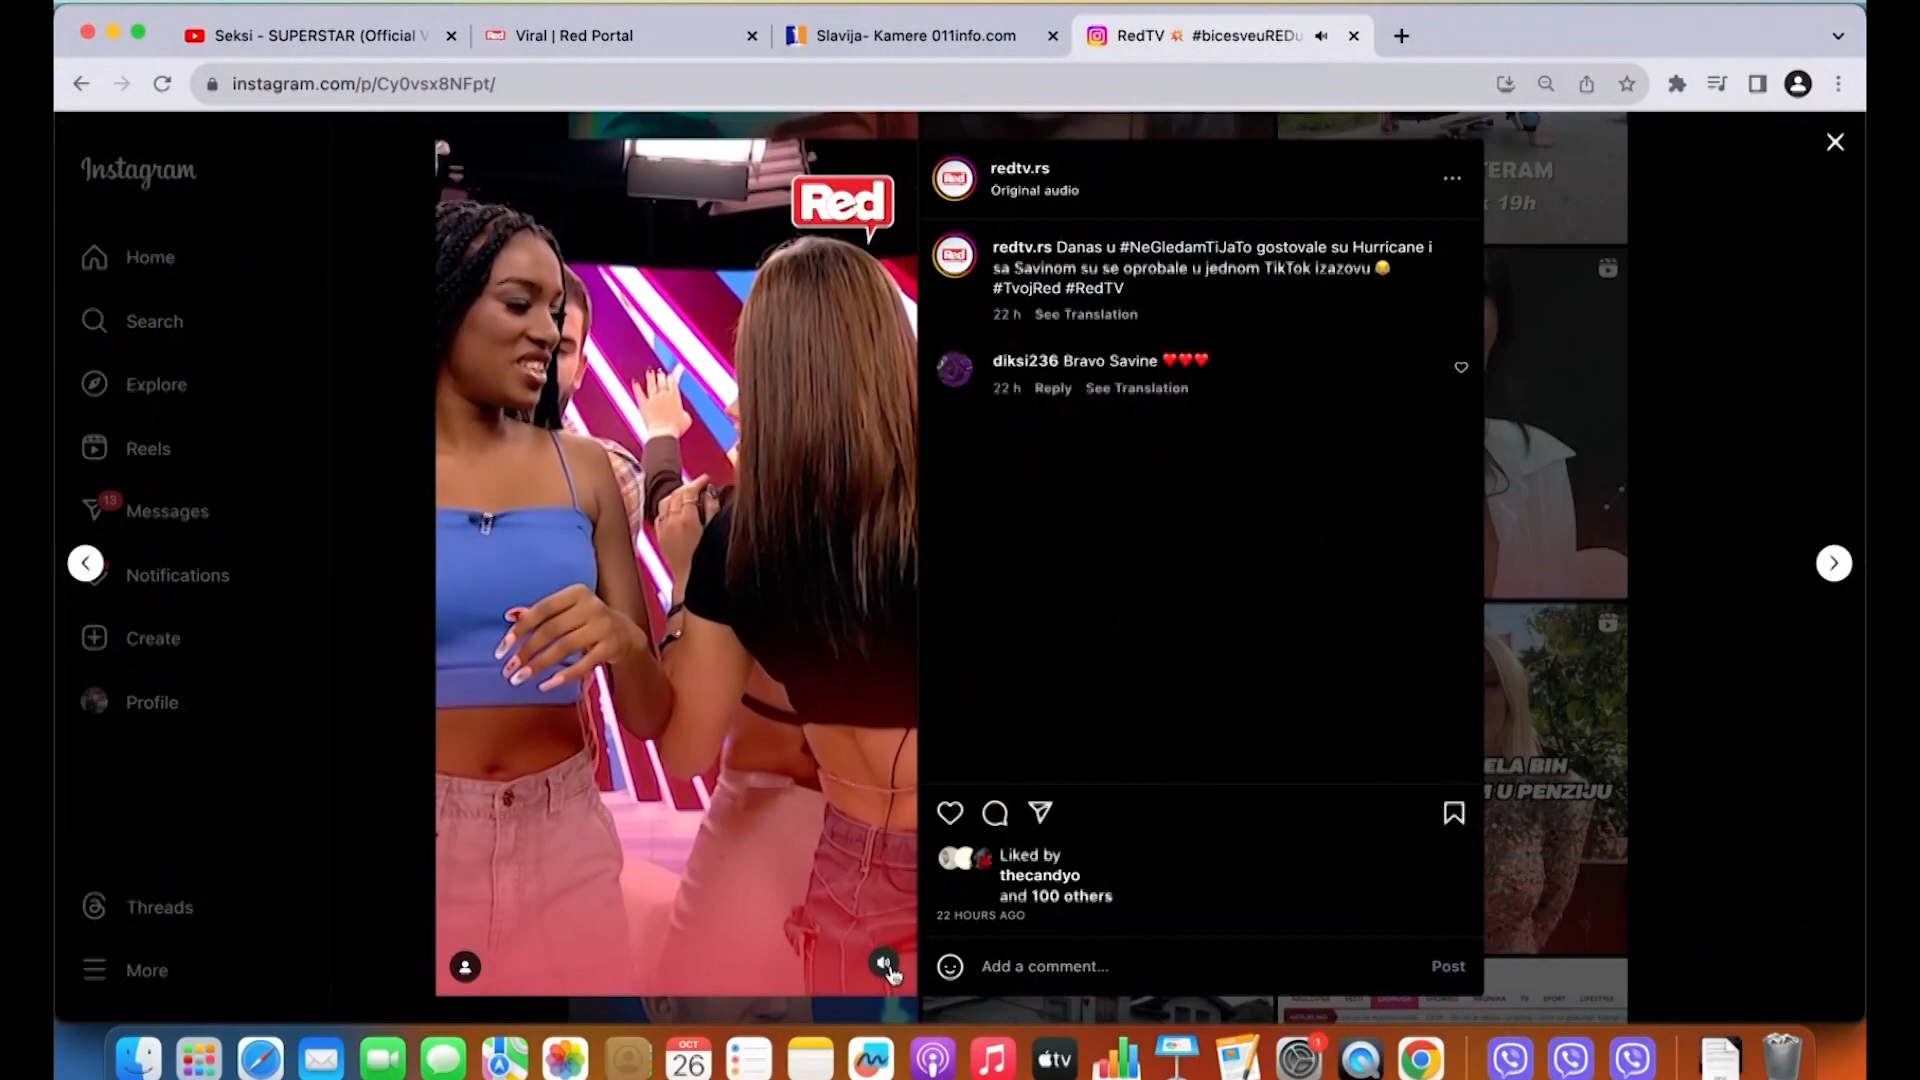 Seksi - SUPERSTAR (Official V
Viral | Red Portal
Slavija- Kamere 011info.com
RedTV 💥 #bicesveuREDu
instagram.com/p/Cy0vsx8NFpt/
Instagram
Home
Search
Explore
Reels
13
Messages
Notifications
Create
Profile
Threads
More
Red
redtv.rs
Original audio
redtv.rs Danas u #NeGledamTiJaTo gostovale su Hurricane i
sa Savinom su se oprobale u jednom TikTok izazovu 😂
#TvojRed #RedTV
22 h See Translation
diksi236 Bravo Savine ❤️❤️❤️
22 h Reply See Translation
Liked by
thecandyo
and 100 others
22 HOURS AGO
Add a comment...
Post
ERAM
19h
ELA BIH
U PENZIJU
OCT
26
tv
1